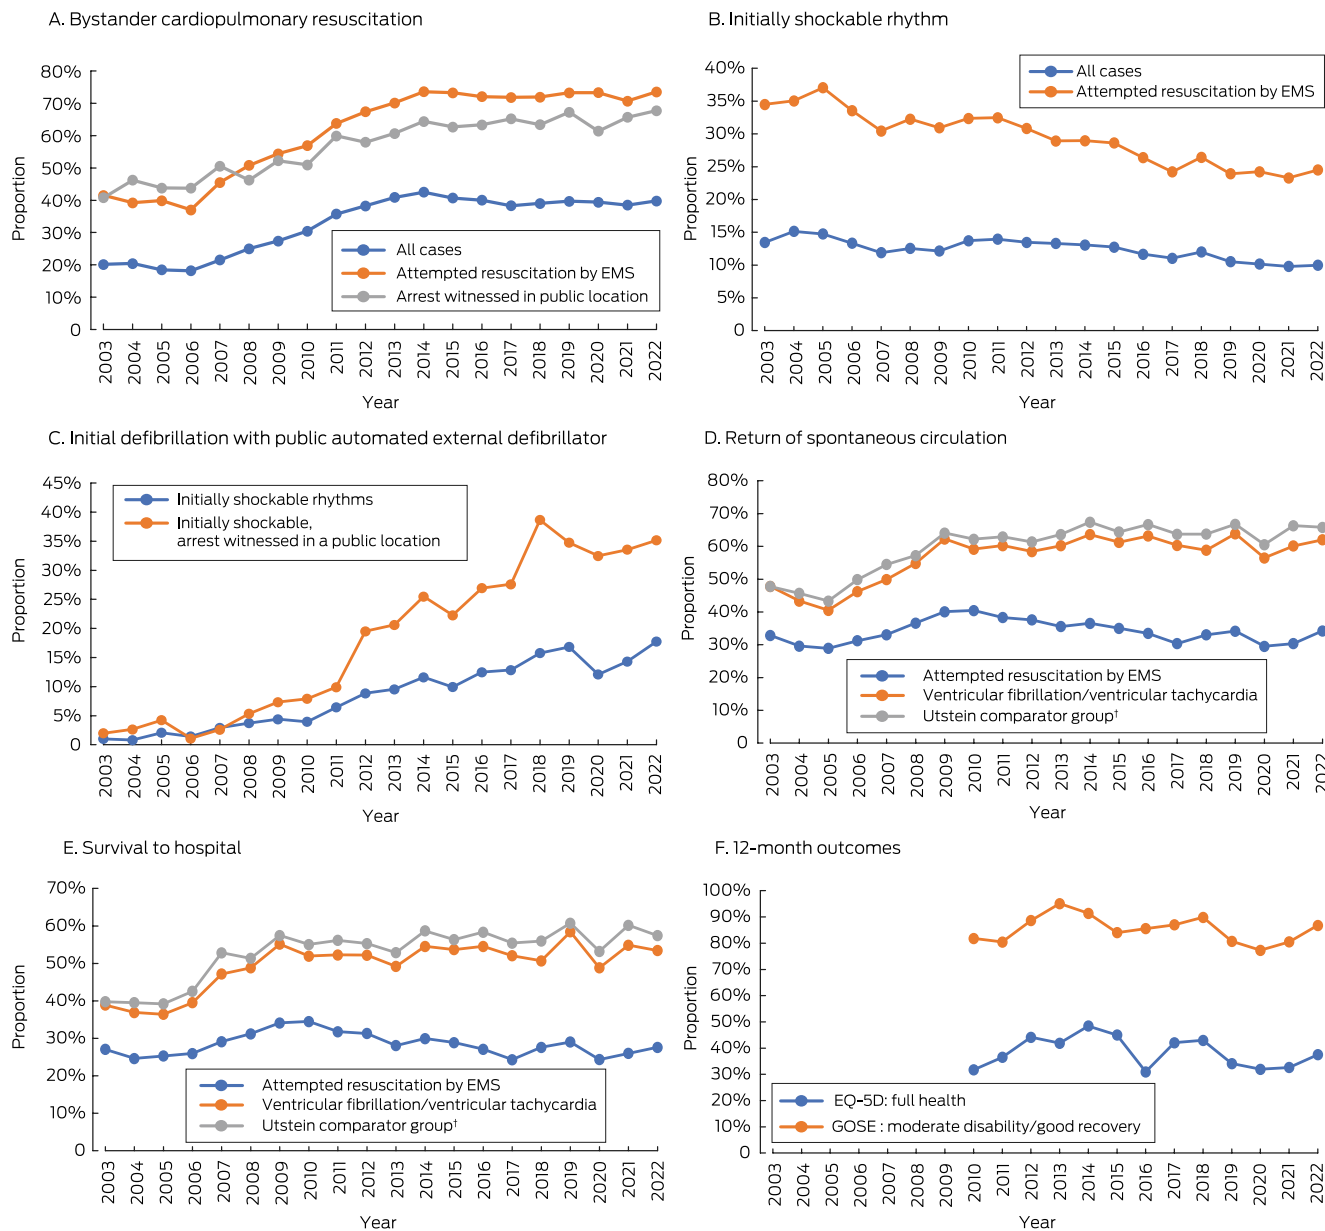 A. Bystander cardiopulmonary resuscitation
80%
70%
60%
50%
40%
30%
20%
10%
0
Proportion
All cases
Attempted resuscitation by EMS
Arrest witnessed in public location
2003 2004 2005 2006 2007 2008 2009 2010 2011 2012 2013 2014 2015 2016 2017 2018 2019 2020 2021 2022
Year
B. Initially shockable rhythm
40%
35%
30%
25%
20%
15%
10%
5%
0
Proportion
All cases
Attempted resuscitation by EMS
2003 2004 2005 2006 2007 2008 2009 2010 2011 2012 2013 2014 2015 2016 2017 2018 2019 2020 2021 2022
Year
C. Initial defibrillation with public automated external defibrillator
45%
40%
35%
30%
25%
20%
15%
10%
5%
0
Proportion
Initially shockable rhythms
Initially shockable,
arrest witnessed in a public location
2003 2004 2005 2006 2007 2008 2009 2010 2011 2012 2013 2014 2015 2016 2017 2018 2019 2020 2021 2022
Year
D. Return of spontaneous circulation
80%
70%
60%
50%
40%
30%
20%
10%
0
Proportion
Attempted resuscitation by EMS
Ventricular fibrillation/ventricular tachycardia
Utstein comparator group†
2003 2004 2005 2006 2007 2008 2009 2010 2011 2012 2013 2014 2015 2016 2017 2018 2019 2020 2021 2022
Year
E. Survival to hospital
70%
60%
50%
40%
30%
20%
10%
0
Proportion
Attempted resuscitation by EMS
Ventricular fibrillation/ventricular tachycardia
Utstein comparator group†
2003 2004 2005 2006 2007 2008 2009 2010 2011 2012 2013 2014 2015 2016 2017 2018 2019 2020 2021 2022
Year
F. 12-month outcomes
100%
90%
80%
70%
60%
50%
40%
30%
20%
10%
0
Proportion
EQ-5D: full health
GOSE : moderate disability/good recovery
2003 2004 2005 2006 2007 2008 2009 2010 2011 2012 2013 2014 2015 2016 2017 2018 2019 2020 2021 2022
Year